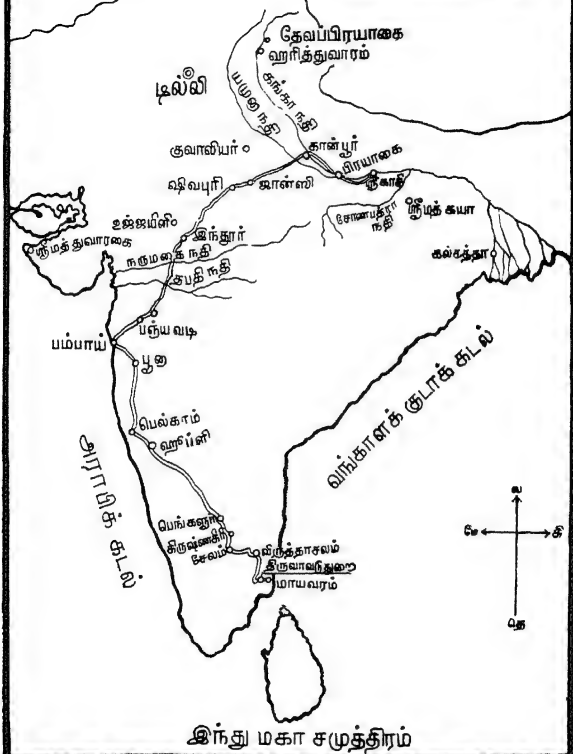 தேவப்பிரயாகை
ஹரித்துவாரம்
டில்லி
யமுனா நதி
கங்கா நதி
குவாலியர்
கான்பூர்
பிரயாகை
ஷிவபுரி
ஜான்ஸி
ஸ்ரீகாசி
சோணபத்ரா
நதி
ஸ்ரீமத் கயா
உஜ்ஜயினி
இந்தூர்
ஸ்ரீமத் துவாரகை
நருமதை நதி
தபதி நதி
கல்கத்தா
பஞ்யவடி
பம்பாய்
பூனா
வங்காளக் குடாக் கடல்
பெல்காம்
ஹூப்ளி
அராபிக் கடல்
பெங்களூர்
கிருஷ்ணகிரி
சேலம்
விருத்தாசலம்
திருவாவடுதுறை
மாயவரம்
வ
மே
கி
தெ
இந்து மகா சமுத்திரம்